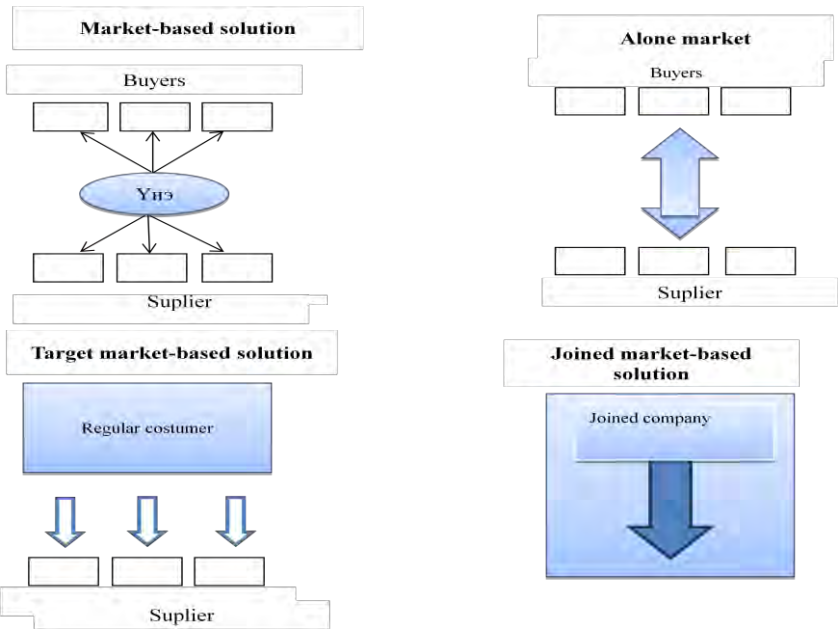 Market-based solution
Buyers
Үнэ
Suplier
Alone market
Buyers
Suplier
Target market-based solution
Regular costumer
Suplier
Joined market-based
solution
Joined company